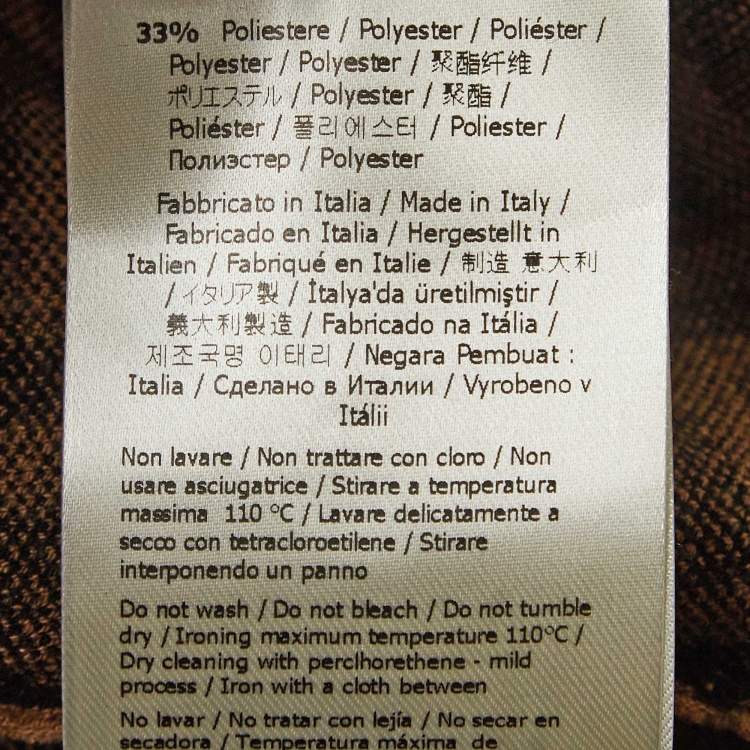 33% Poliestere / Polyester / Poliéster /
Polyester / Polyester / 聚酯纤维 /
ポリエステル / Polyester / 聚酯 /
Poliéster / 폴리에스터 / Poliester /
Полиэстер / Polyester
Fabbricato in Italia / Made in Italy /
Fabricado en Italia / Hergestellt in
Italien / Fabriqué en Italie / 制造 意大利
/ イタリア製 / İtalya'da üretilmiştir /
義大利製造 / Fabricado na Itália /
제조국명 이태리 / Negara Pembuat :
Italia / Сделано в Италии / Vyrobeno v
Itálii
Non lavare / Non trattare con cloro / Non
usare asciugatrice / Stirare a temperatura
massima 110 °C / Lavare delicatamente a
secco con tetracloroetilene / Stirare
interponendo un panno
Do not wash / Do not bleach / Do not tumble
dry / Ironing maximum temperature 110°C /
Dry cleaning with perclhorethene - mild
process / Iron with a cloth between
No lavar / No tratar con lejía / No secar en
secadora / Temperatura máxima de